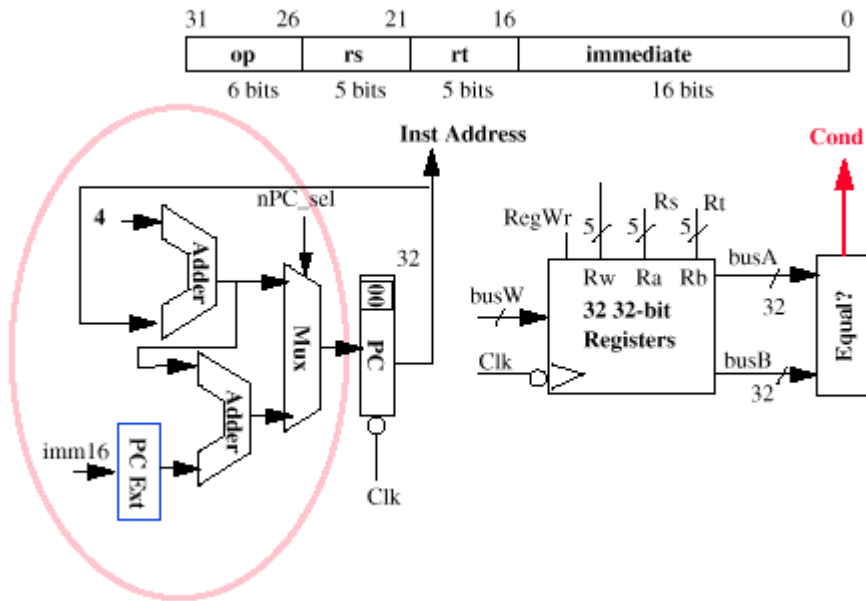 31 26 21 16 0
op rs rt immediate
6 bits 5 bits 5 bits 16 bits
Inst Address
Cond
nPC_sel
4
Adder
32
00
Mux
PC
Adder
imm16
PC Ext
Clk
RegWr
5
Rs
5
Rt
5
busW
Rw Ra Rb
32 32-bit
Registers
Clk
busA
32
busB
32
Equal?